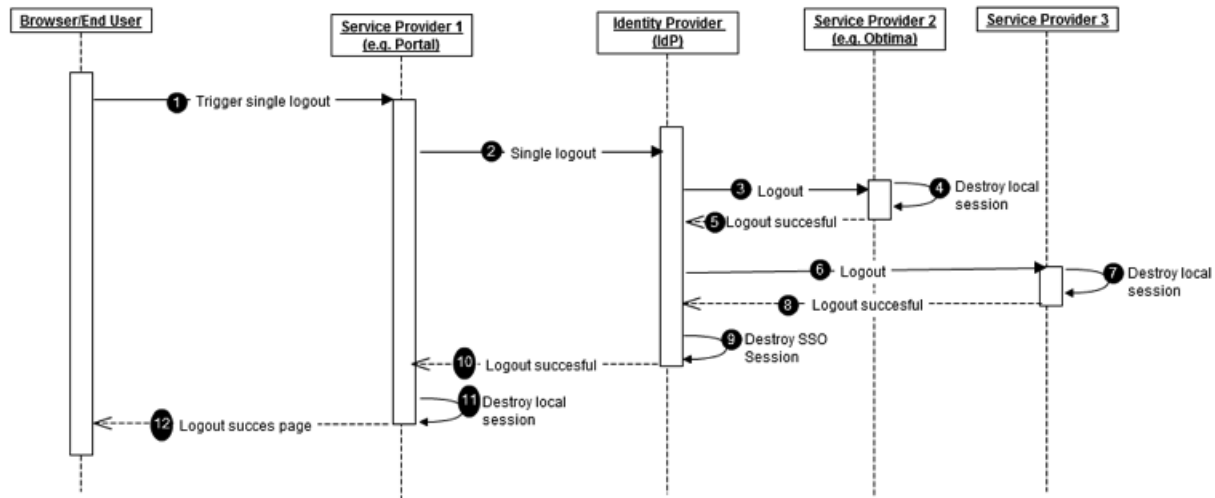 Browser/End User
Service Provider 1
(e.g. Portal)
Identity Provider
(IdP)
Service Provider 2
(e.g. Obtima)
Service Provider 3
1 Trigger single logout
2 Single logout
3 Logout
4 Destroy local
session
5 Logout succesful
6 Logout
7 Destroy local
session
8 Logout succesful
9 Destroy SSO
Session
10 Logout succesful
11 Destroy local
session
12 Logout succes page